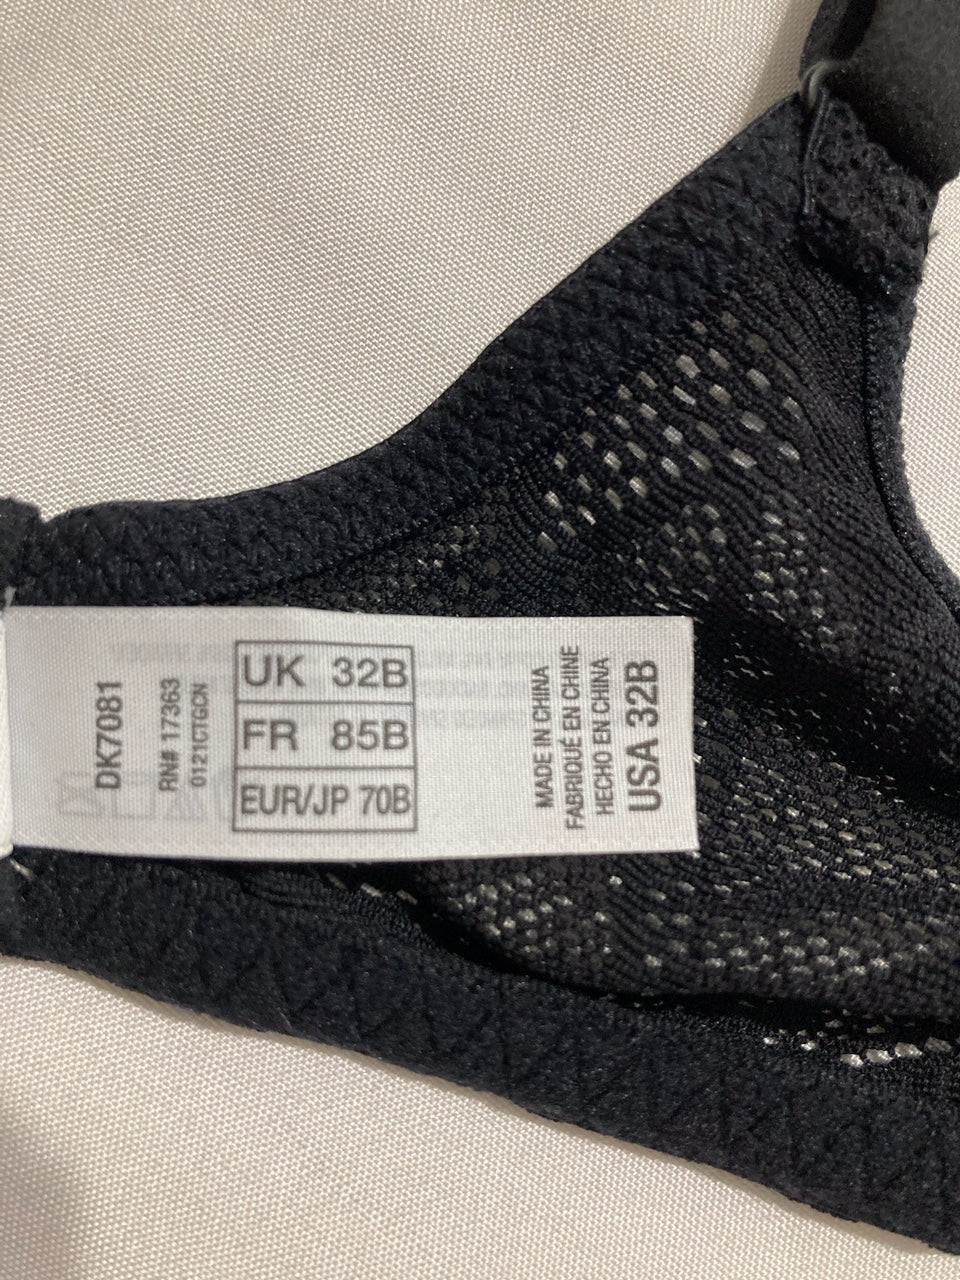 DK7081
RN# 17363
0121CTGCN
UK 32B
FR 85B
EUR/JP 70B
MADE IN CHINA
FABRIQUÉ EN CHINE
HECHO EN CHINA
USA 32B